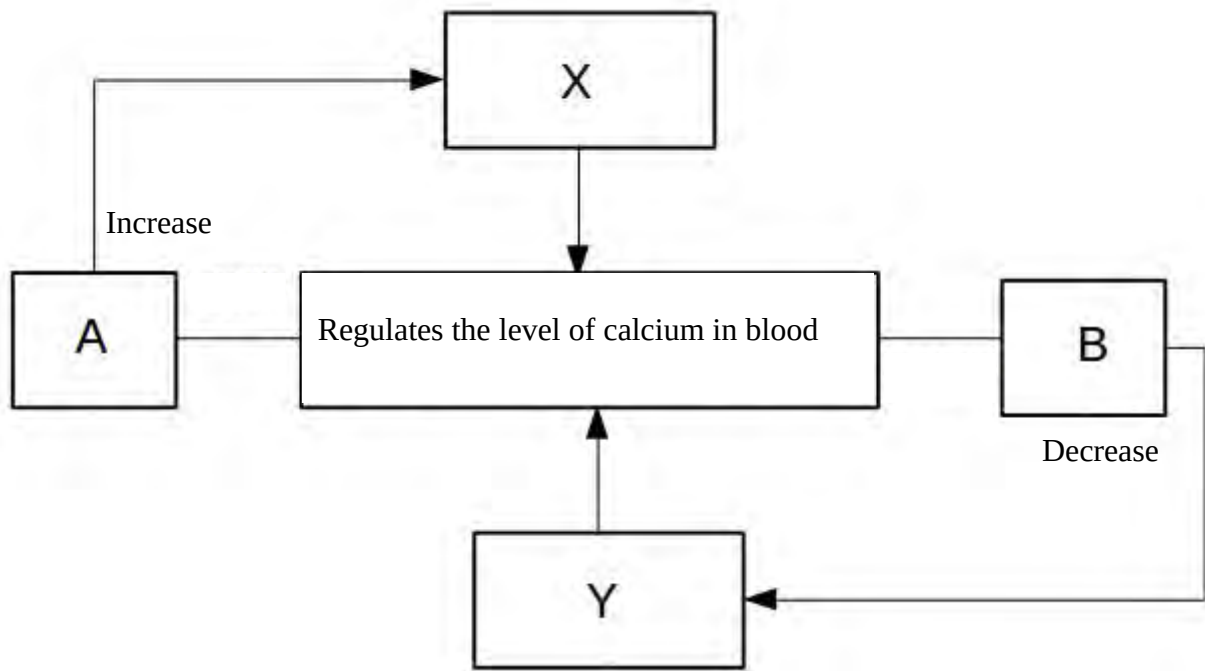 X
Increase
A
Regulates the level of calcium in blood
B
Decrease
Y